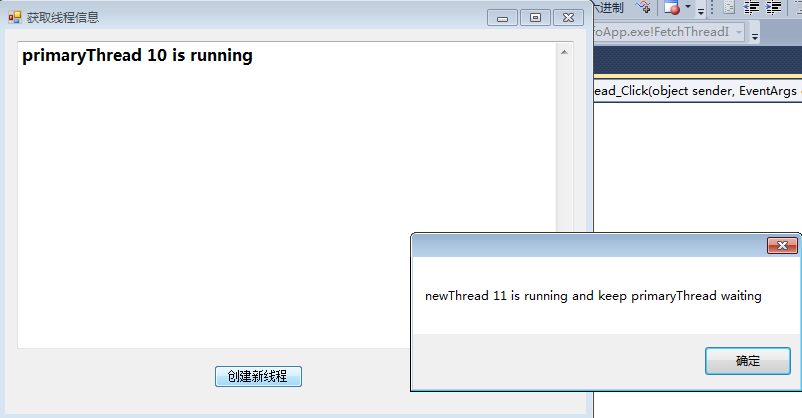 获取线程信息
六进制
oApp.exe!FetchThreadI
primaryThread 10 is running
ead_Click(object sender, EventArgs
newThread 11 is running and keep primaryThread waiting
确定
创建新线程